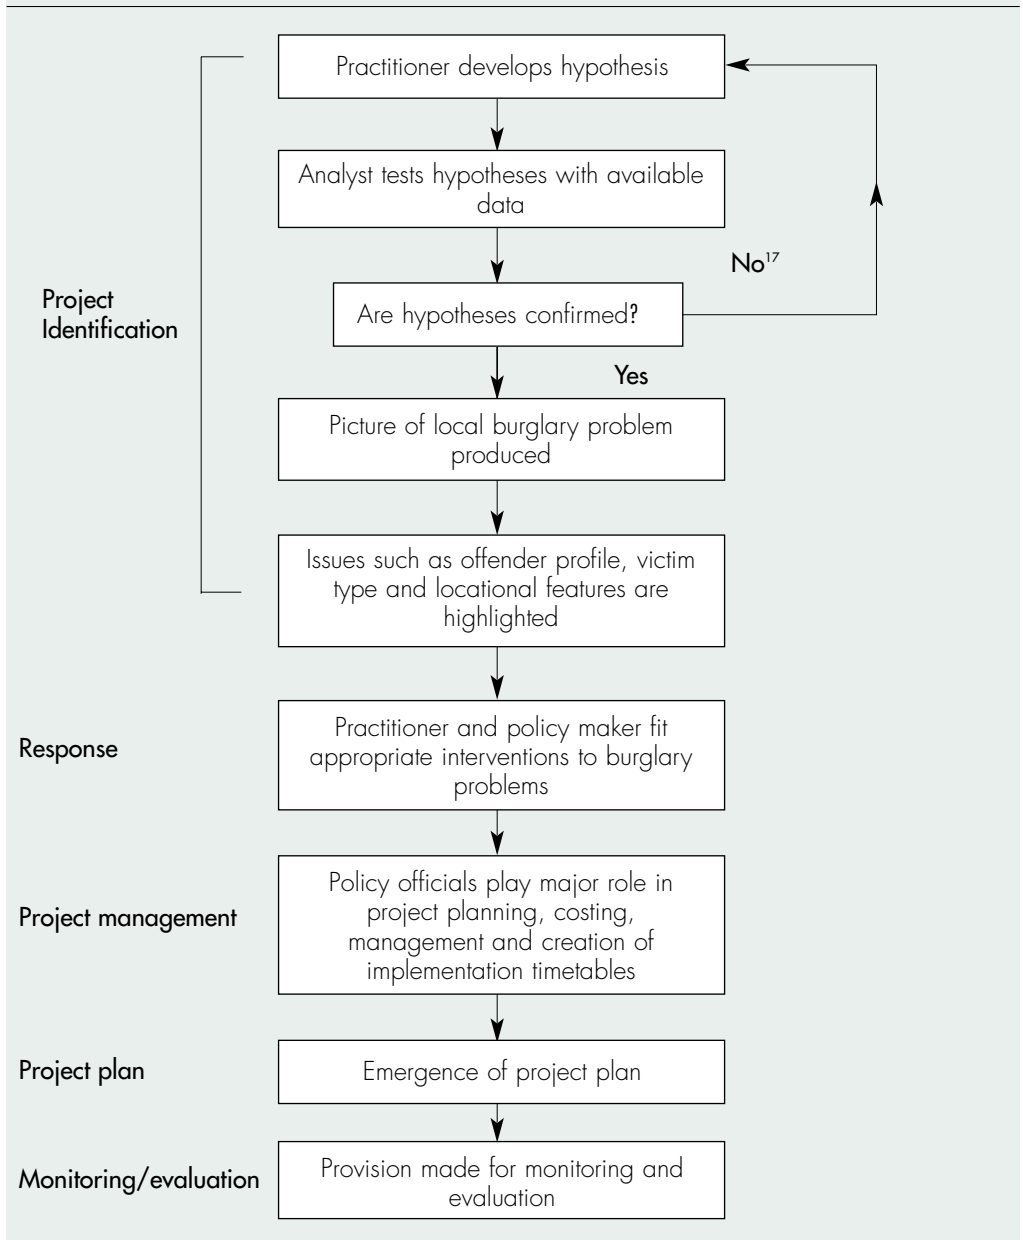 Practitioner develops hypothesis
Analyst tests hypotheses with available
data
No¹⁷
Project
Identification
Are hypotheses confirmed?
Yes
Picture of local burglary problem
produced
Issues such as offender profile, victim
type and locational features are
highlighted
Response
Practitioner and policy maker fit
appropriate interventions to burglary
problems
Project management
Policy officials play major role in
project planning, costing,
management and creation of
implementation timetables
Project plan
Emergence of project plan
Monitoring/evaluation
Provision made for monitoring and
evaluation